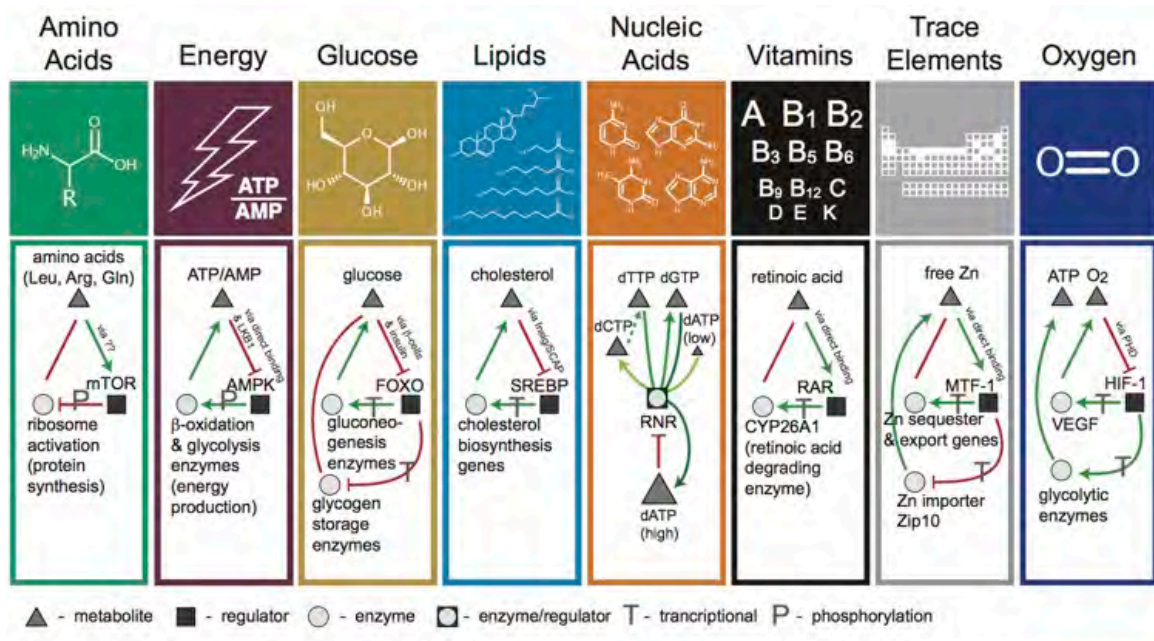 Amino
Acids
Energy
Glucose
Lipids
Nucleic
Acids
Vitamins
Trace
Elements
Oxygen
H₂N
O
OH
R
ATP
AMP
OH
O
OH
HO
OH
OH
A B₁ B₂
B₃ B₅ B₆
B₉ B₁₂ C
D E K
O=O
amino acids
(Leu, Arg, Gln)
via ??
mTOR
P
ribosome
activation
(protein
synthesis)
ATP/AMP
via direct binding
& LKB1
AMPK
P
β-oxidation
& glycolysis
enzymes
(energy
production)
glucose
via β-cells
& Insulin
FOXO
T
gluconeo-
genesis
enzymes
T
glycogen
storage
enzymes
cholesterol
via Insig/SCAP
SREBP
T
cholesterol
biosynthesis
genes
dTTP dGTP
dCTP
dATP
(low)
RNR
dATP
(high)
retinoic acid
via direct binding
RAR
T
CYP26A1
(retinoic acid
degrading
enzyme)
free Zn
via direct binding
MTF-1
T
Zn sequester
& export genes
T
Zn importer
Zip10
ATP O₂
via PHD
HIF-1
T
VEGF
T
glycolytic
enzymes
- metabolite - regulator - enzyme - enzyme/regulator T - trancriptional P - phosphorylation